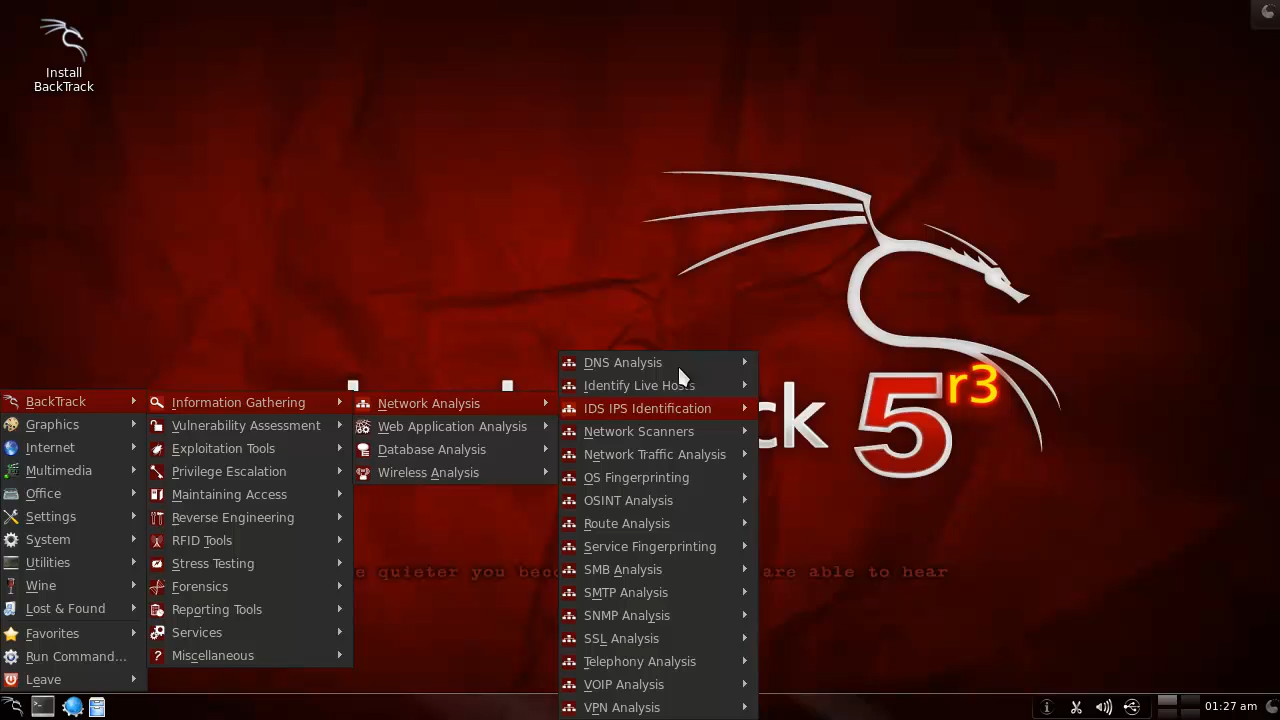 Install
BackTrack
ck 5 r3
e quieter you beco
are able to hear
BackTrack
Graphics
Internet
Multimedia
Office
Settings
System
Utilities
Wine
Lost & Found
Favorites
Run Command...
Leave
Information Gathering
Vulnerability Assessment
Exploitation Tools
Privilege Escalation
Maintaining Access
Reverse Engineering
RFID Tools
Stress Testing
Forensics
Reporting Tools
Services
Miscellaneous
Network Analysis
Web Application Analysis
Database Analysis
Wireless Analysis
DNS Analysis
Identify Live Hosts
IDS IPS Identification
Network Scanners
Network Traffic Analysis
OS Fingerprinting
OSINT Analysis
Route Analysis
Service Fingerprinting
SMB Analysis
SMTP Analysis
SNMP Analysis
SSL Analysis
Telephony Analysis
VOIP Analysis
VPN Analysis
01:27 am